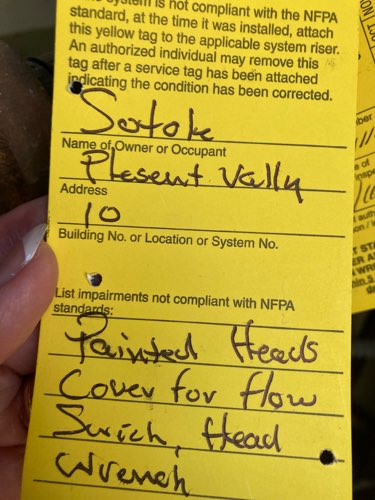 system is not compliant with the NFPA
standard, at the time it was installed, attach
this yellow tag to the applicable system riser.
An authorized individual may remove this
tag after a service tag has been attached
indicating the condition has been corrected.
Name of Owner or Occupant
Plesent Vally
Address
10
Building No. or Location or System No.
List impairments not compliant with NFPA
standards:
Painted Heads
Cover for flow
Swich, Head
Wrench